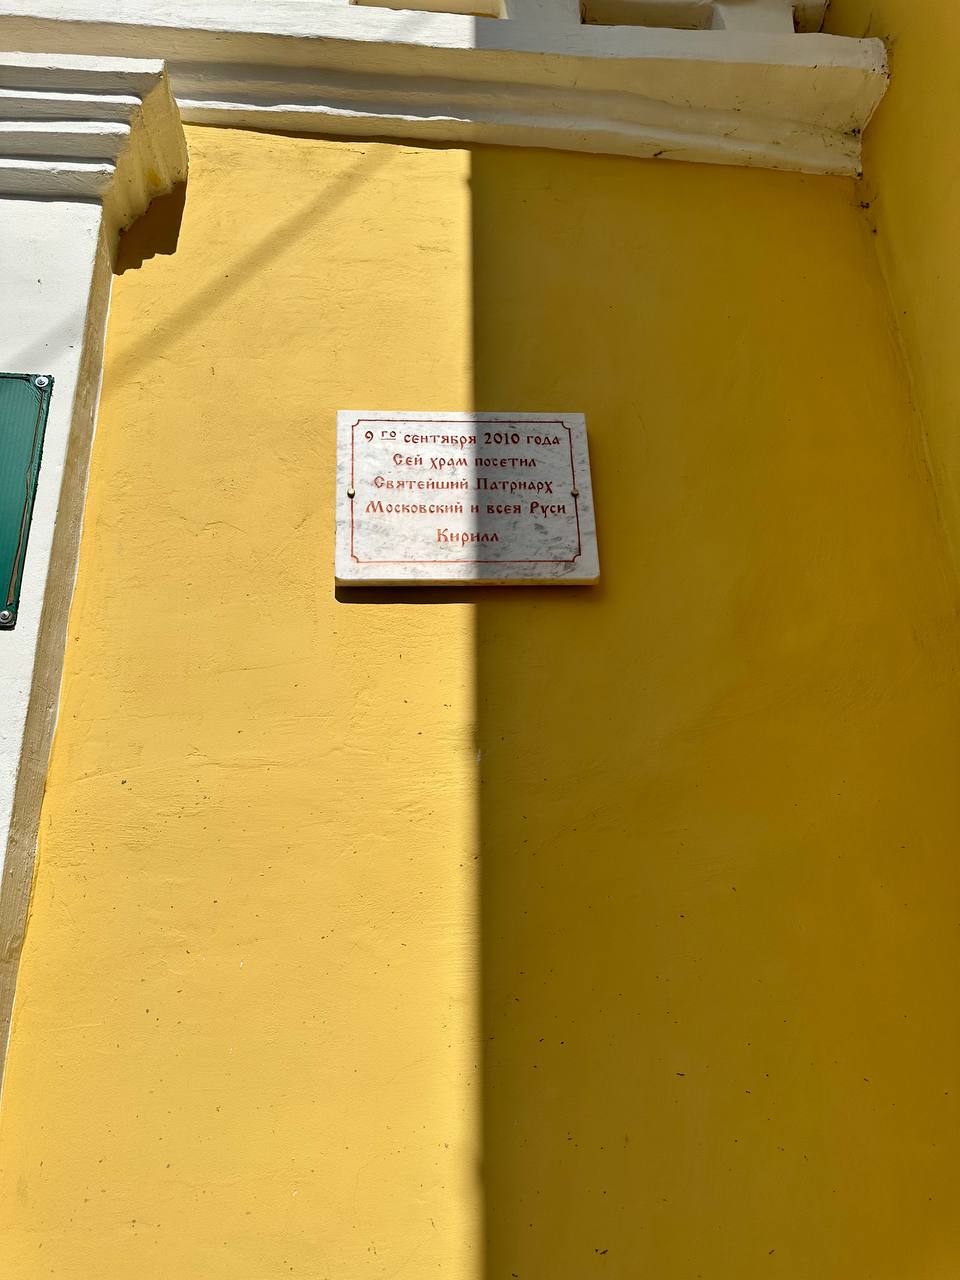 9 го сентября 2010 года
Сей храм посетил
Святейший Патриарх
Московский и всея Руси
Кирилл